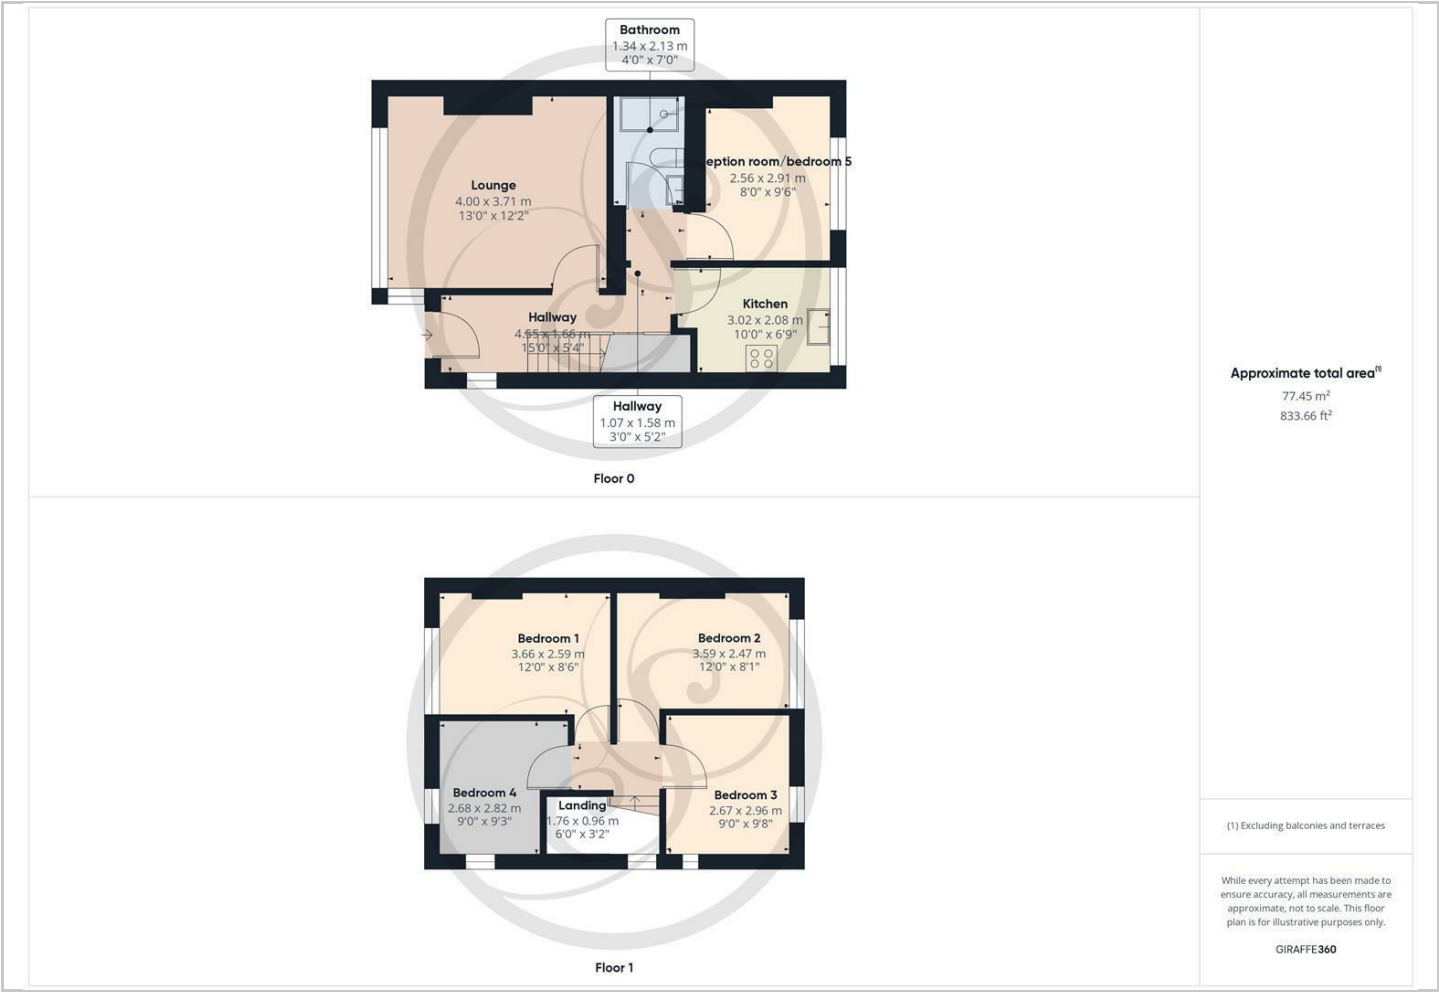 Bathroom
1.34 x 2.13 m
4'0" x 7'0"
Lounge
4.00 x 3.71 m
13'0" x 12'2"
eption room/bedroom 5
2.56 x 2.91 m
8'0" x 9'6"
Hallway
4.55 x 1.66 m
15'0" x 5'4"
Kitchen
3.02 x 2.08 m
10'0" x 6'9"
Hallway
1.07 x 1.58 m
3'0" x 5'2"
Floor 0
Approximate total area(1)
77.45 m²
833.66 ft²
Bedroom 1
3.66 x 2.59 m
12'0" x 8'6"
Bedroom 2
3.59 x 2.47 m
12'0" x 8'1"
Bedroom 4
2.68 x 2.82 m
9'0" x 9'3"
Landing
1.76 x 0.96 m
6'0" x 3'2"
Bedroom 3
2.67 x 2.96 m
9'0" x 9'8"
Floor 1
(1) Excluding balconies and terraces
While every attempt has been made to
ensure accuracy, all measurements are
approximate, not to scale. This floor
plan is for illustrative purposes only.
GIRAFFE360